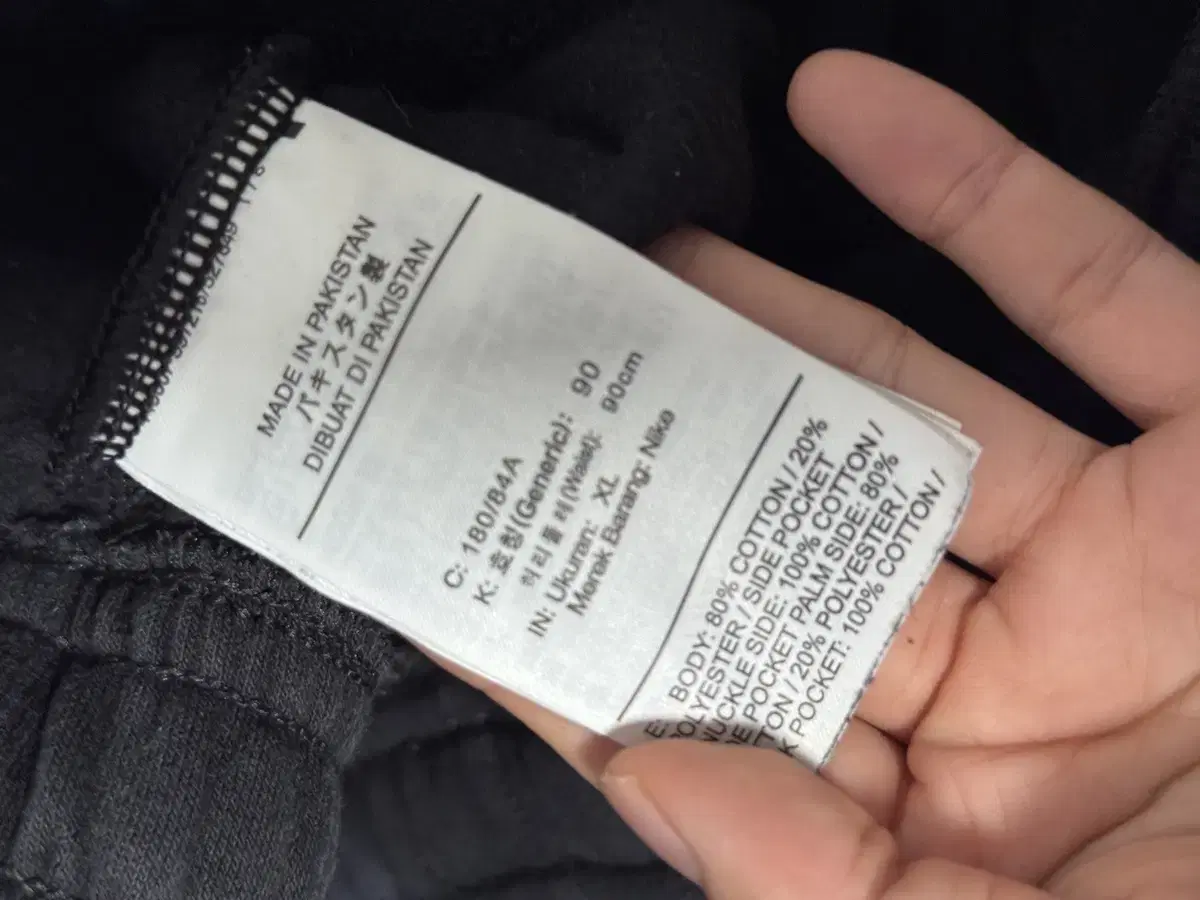 MADE IN PAKISTAN
パキスタン製
DIBUAT DI PAKISTAN
C: 180/84A
K: 호칭(Generic): 90
허리둘레(Waist): 90cm
IN: Ukuran: XL
Merek Barang: Nike
E: BODY: 80% COTTON / 20%
POLYESTER / SIDE POCKET
KNUCKLE SIDE: 100% COTTON /
POCKET PALM SIDE: 80%
/ 20% POLYESTER /
POCKET: 100% COTTON /